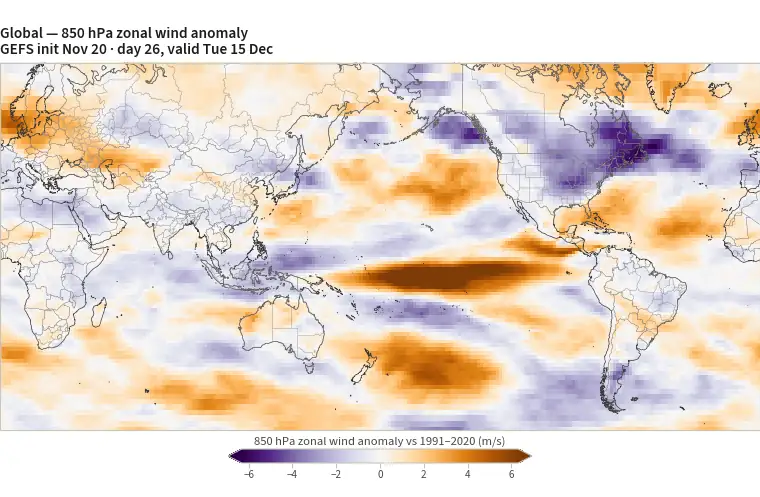 Global — 850 hPa zonal wind anomaly
GEFS init Nov 20 · day 26, valid Tue 15 Dec
850 hPa zonal wind anomaly vs 1991–2020 (m/s)
−6 −4 −2 0 2 4 6